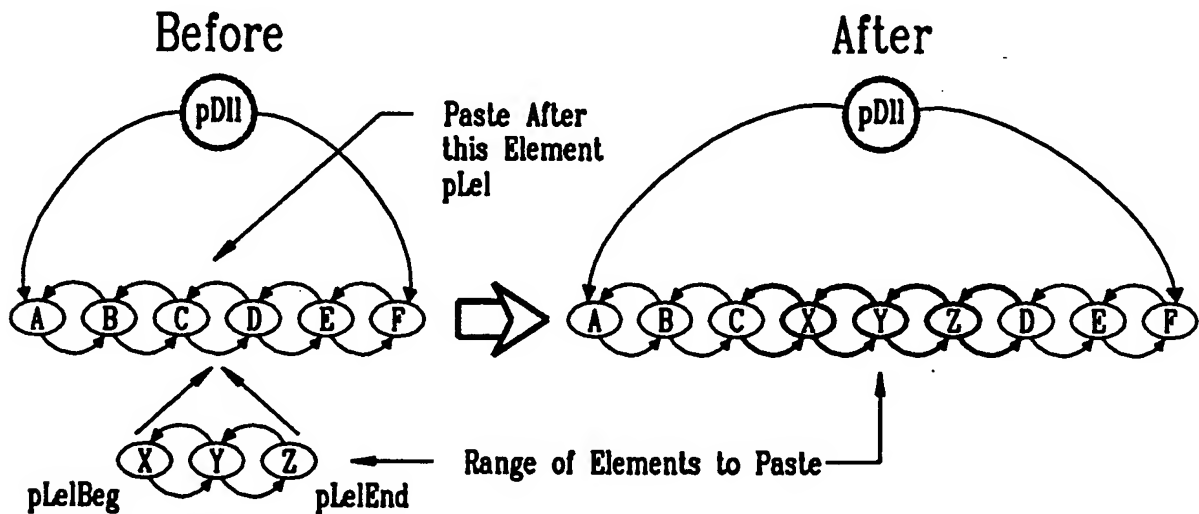 Before
After
pDll
pDll
Paste After
this Element
pLel
A B C D E F
A B C X Y Z D E F
X Y Z
Range of Elements to Paste
pLelBeg
pLelEnd